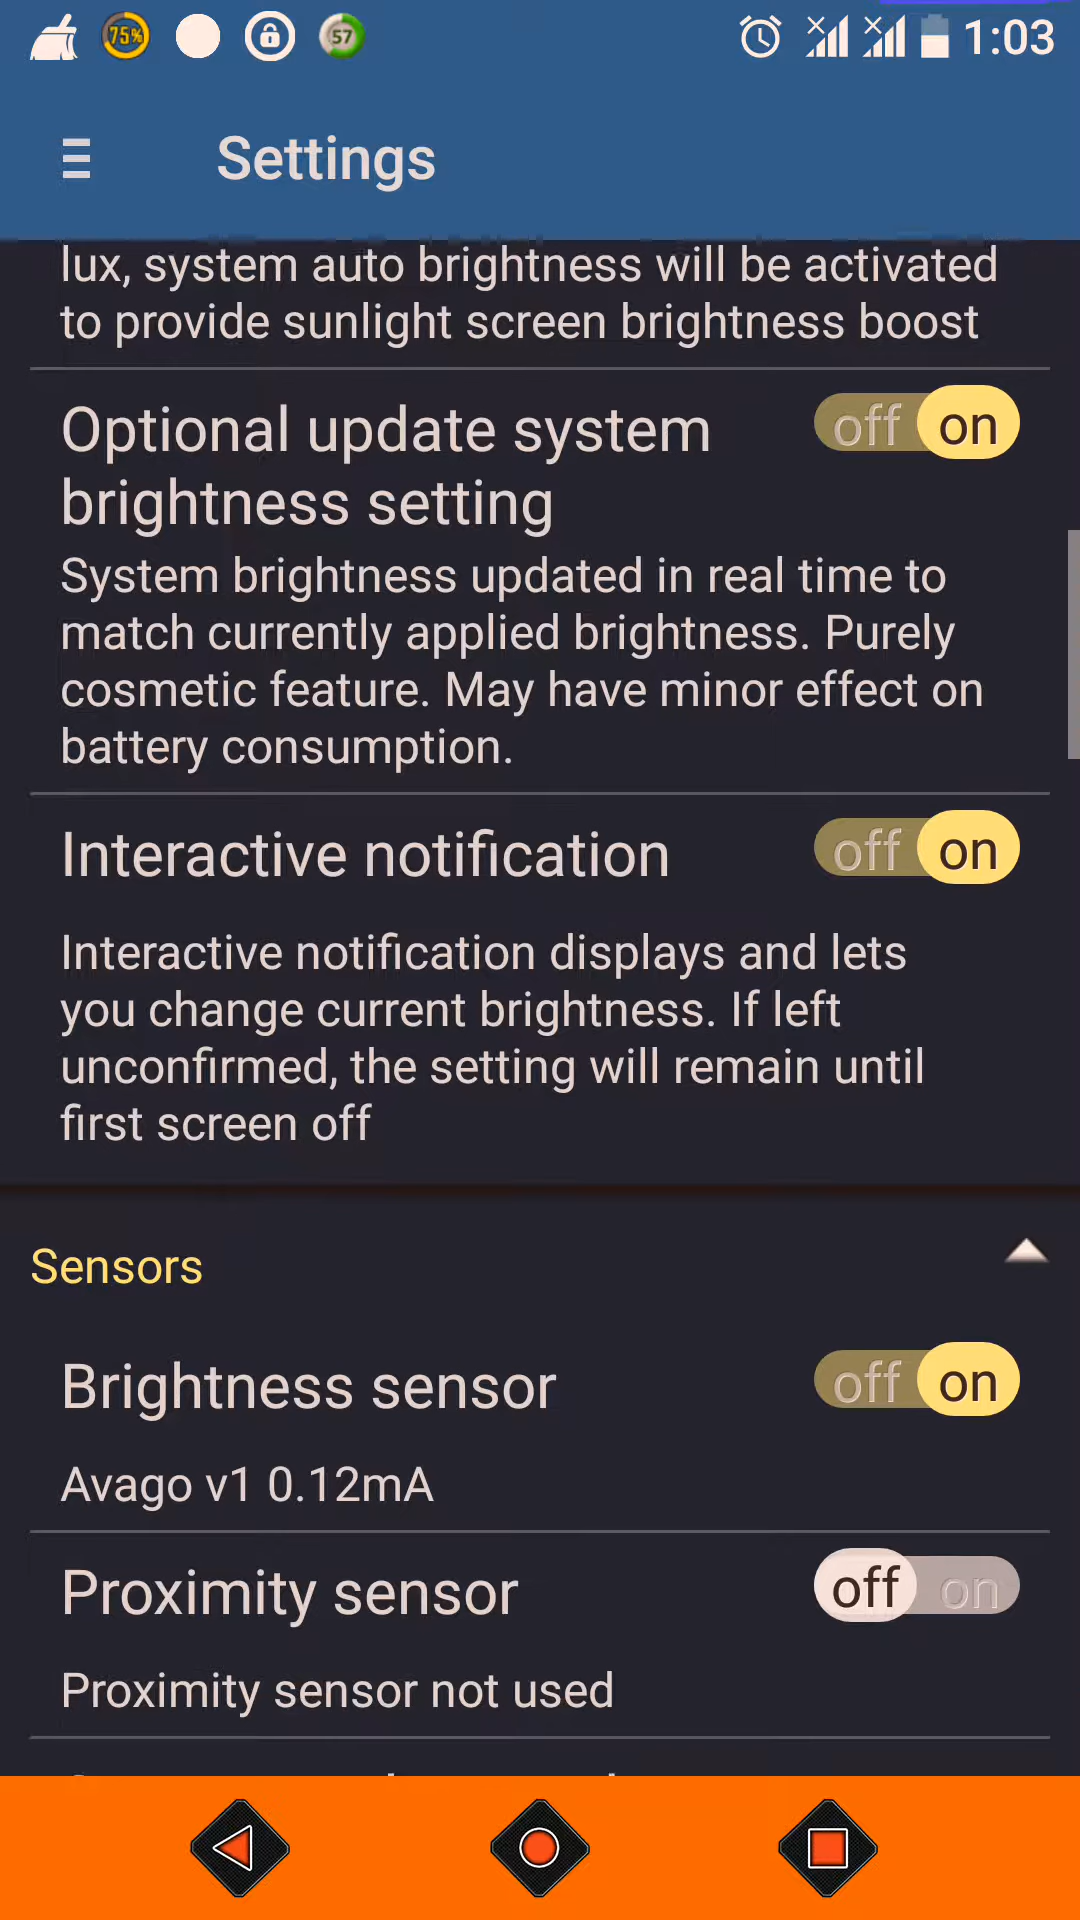 75%
57
1:03
Settings
lux, system auto brightness will be activated
to provide sunlight screen brightness boost
Optional update system
brightness setting
off on
System brightness updated in real time to
match currently applied brightness. Purely
cosmetic feature. May have minor effect on
battery consumption.
Interactive notification
off on
Interactive notification displays and lets
you change current brightness. If left
unconfirmed, the setting will remain until
first screen off
Sensors
Brightness sensor
off on
Avago v1 0.12mA
Proximity sensor
off on
Proximity sensor not used